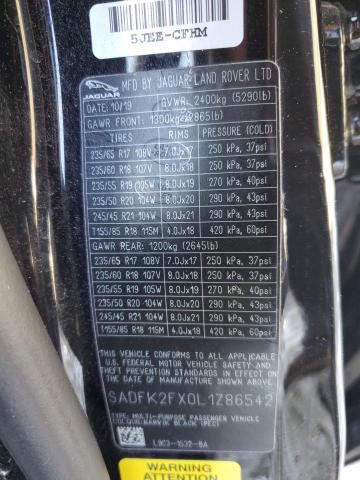 5JEE-CFHM
JAGUAR
MFD BY JAGUAR LAND ROVER LTD
DATE: 10/19 GVWR: 2400kg (5290lb)
GAWR FRONT: 1300kg (2865lb)
TIRES RIMS PRESSURE (COLD)
235/65 R17 108V 7.0Jx17 250 kPa, 37psi
235/60 R18 107V 8.0Jx18 250 kPa, 37psi
235/55 R19 105W 8.0Jx19 270 kPa, 40psi
235/50 R20 104W 8.0Jx20 290 kPa, 43psi
245/45 R21 104W 8.0Jx21 290 kPa, 43psi
T155/85 R18 115M 4.0Jx18 420 kPa, 60psi
GAWR REAR: 1200kg (2645lb)
235/65 R17 108V 7.0Jx17 250 kPa, 37psi
235/60 R18 107V 8.0Jx18 250 kPa, 37psi
235/55 R19 105W 8.0Jx19 270 kPa, 40psi
235/50 R20 104W 8.0Jx20 290 kPa, 43psi
245/45 R21 104W 8.0Jx21 290 kPa, 43psi
T155/85 R18 115M 4.0Jx18 420 kPa, 60psi
THIS VEHICLE CONFORMS TO ALL APPLICABLE
U.S. FEDERAL MOTOR VEHICLE SAFETY, BUMPER
AND THEFT PREVENTION STANDARDS IN EFFECT
ON THE DATE OF MANUFACTURE SHOWN ABOVE
SADFK2FX0L1Z86542
TYPE: MULTI-PURPOSE PASSENGER VEHICLE
COLOUR:NARVIK BLACK (PEC)
L8C3-1532-BA